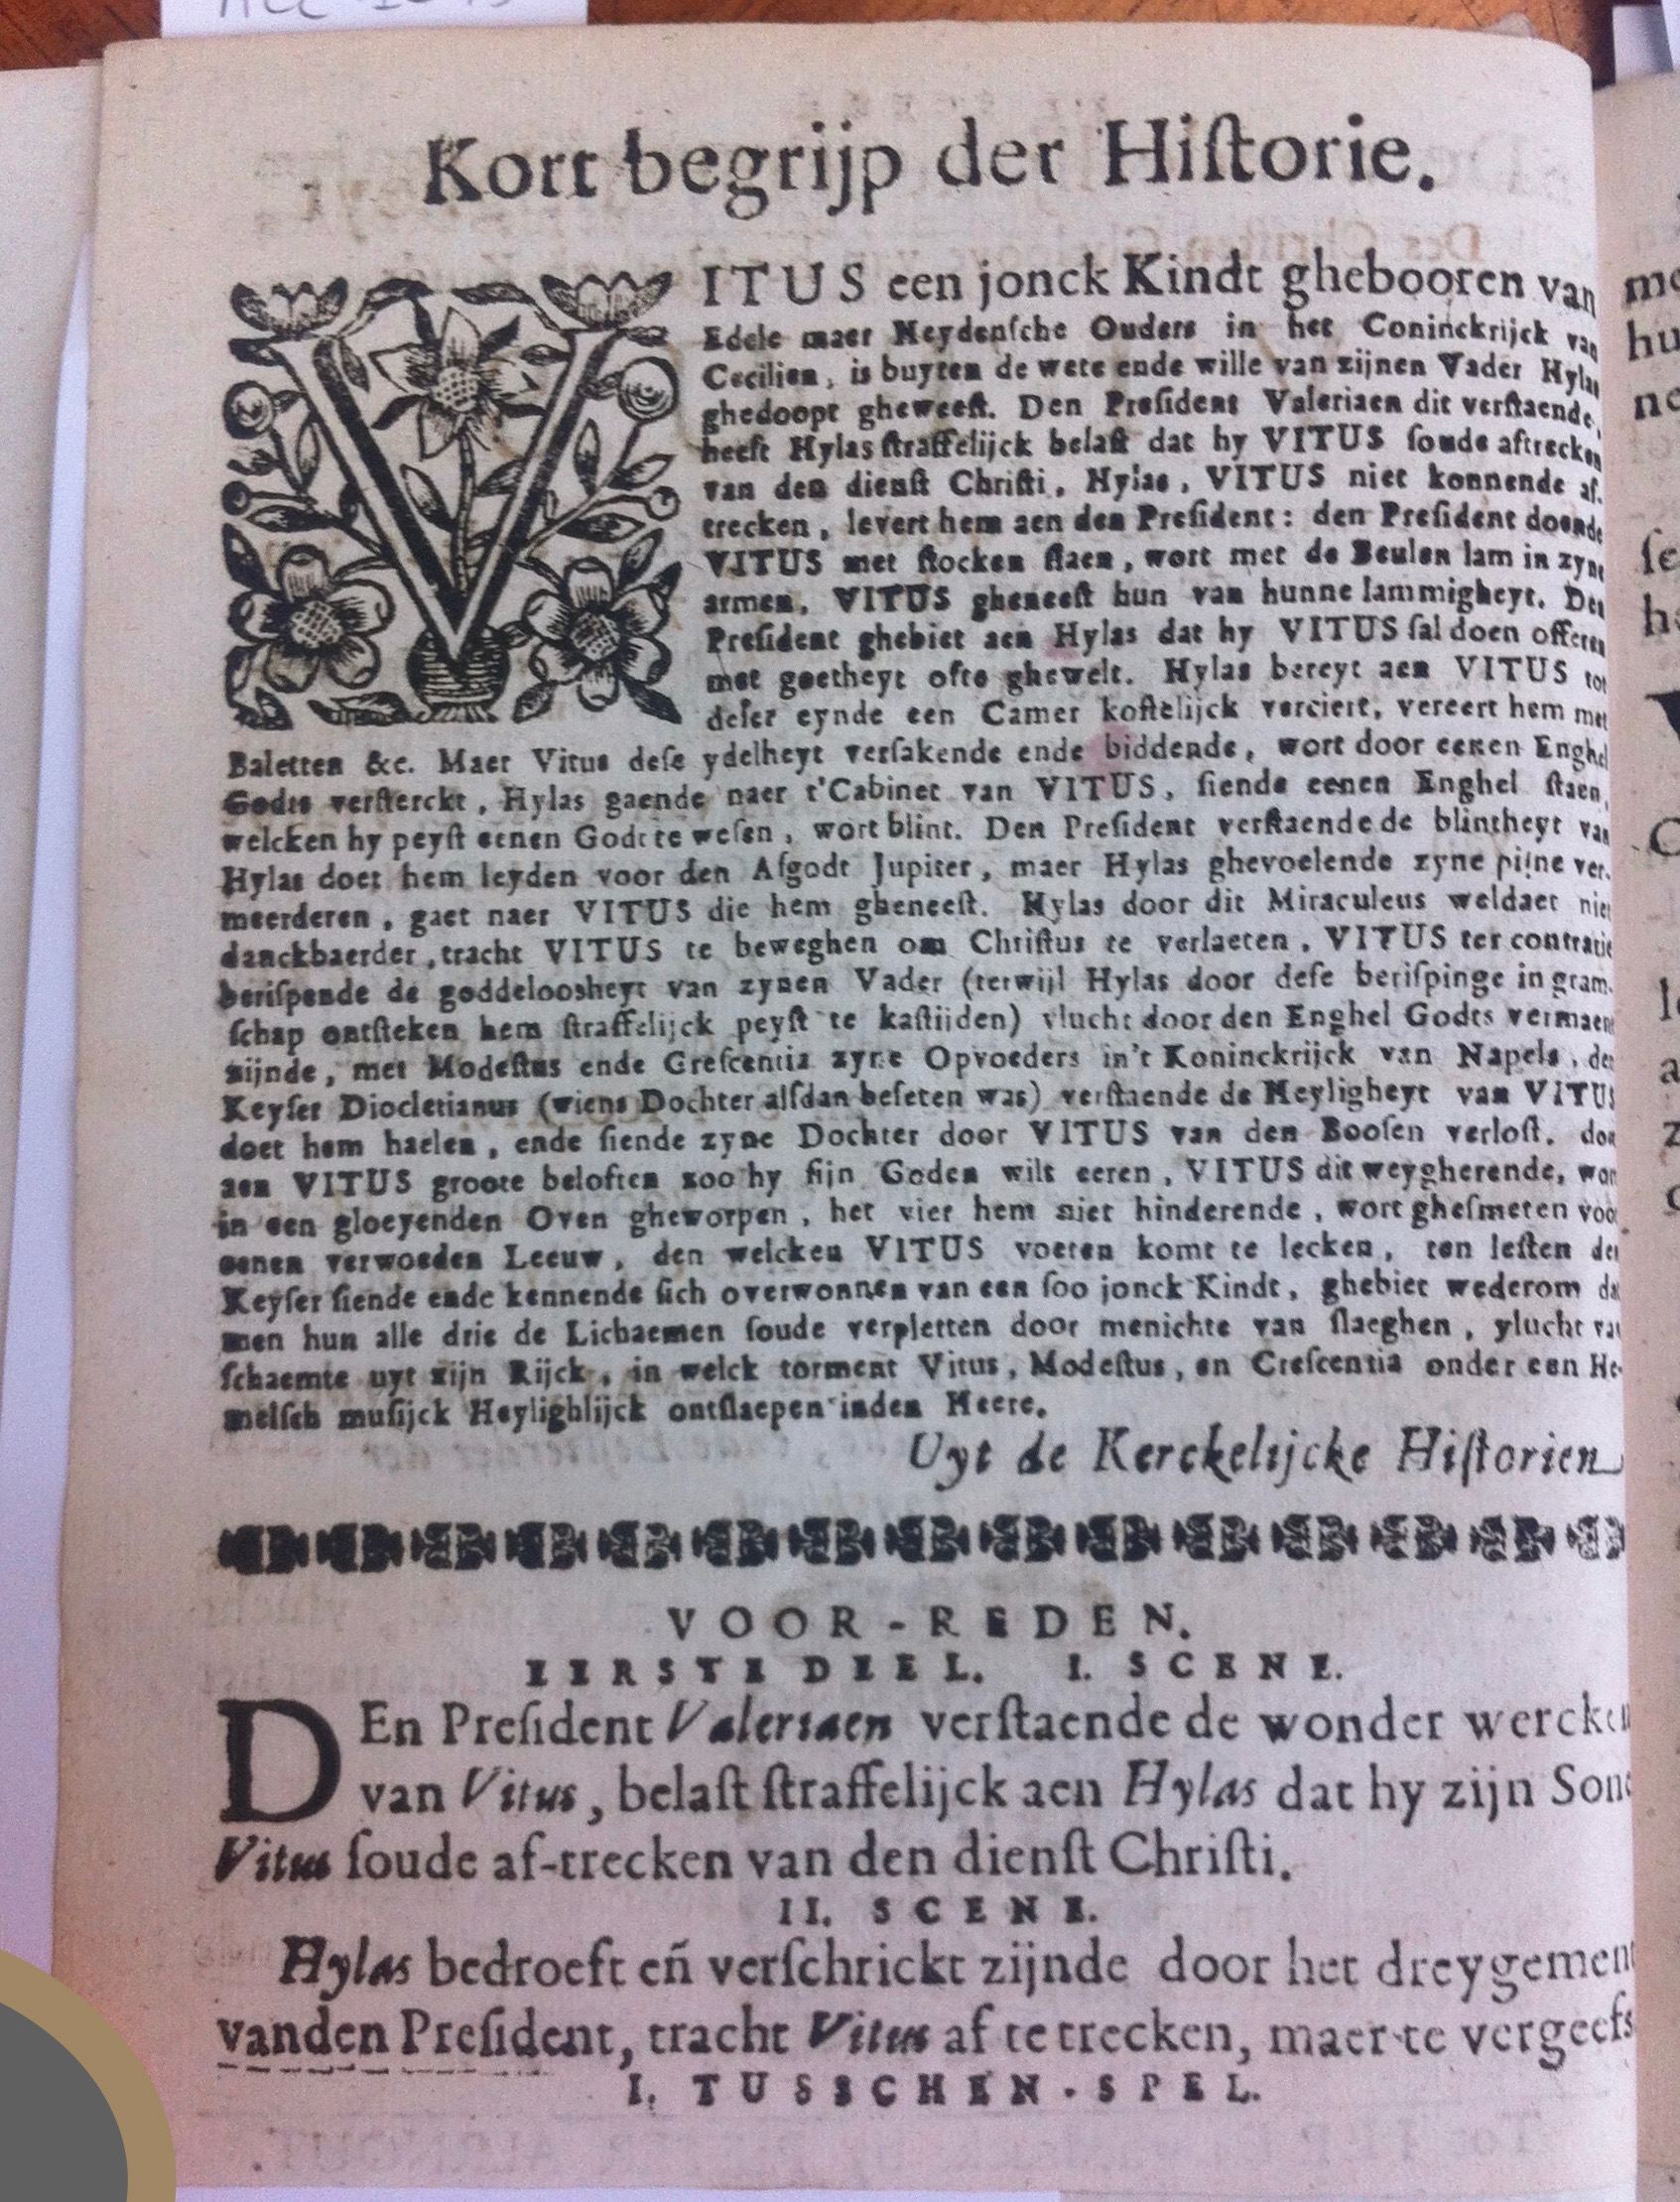 Kort begrijp der Hiſtorie.
VITUS een jonck Kindt ghebooren van
Edele maer Heydenſche Ouders in het Coninckrijck van
Cecilien, is buyten de wete ende wille van zijnen Vader Hylas
ghedoopt gheweeſt. Den Preſident Valeriaen dit verſtaende,
heeft Hylas ſtraffelijck belaſt dat hy VITUS ſoude aftrecken
van den dienſt Chriſti, Hylas, VITUS niet konnende af-
trecken, levert hem aen den Preſident: den Preſident doende
VITUS met ſtocken ſlaen, wort met de Beulen lam in zyne
armen, VITUS gheneeſt hun van hunne lammigheyt. Den
Preſident ghebiet aen Hylas dat hy VITUS ſal doen offeren
met goetheyt ofte ghewelt. Hylas bereyt aen VITUS tot
deſer eynde een Camer koſtelijck verciert, vereert hem met
Baletten &c. Maer Vitus deſe ydelheyt verſakende ende biddende, wort door eenen Enghel
Godts verſterckt, Hylas gaende naer t'Cabinet van VITUS, ſiende eenen Enghel ſtaen,
welcken hy peyſt eenen Godt te weſen, wort blint. Den Preſident verſtaende de blintheyt van
Hylas doet hem leyden voor den Afgodt Jupiter, maer Hylas ghevoelende zyne pijne ver-
meerderen, gaet naer VITUS die hem gheneeſt. Hylas door dit Miraculeus weldaet niet
danckbaerder, tracht VITUS te beweghen om Chriſtus te verlaeten, VITUS ter contrarie
beriſpende de goddeloosheyt van zynen Vader (terwijl Hylas door deſe beriſpinge in gram-
ſchap ontſteken hem ſtraffelijck peyſt te kaſtijden) vlucht door den Enghel Godts vermaent
zijnde, met Modeſtus ende Creſcentia zyne Opvoeders in't Koninckrijck van Napels, den
Keyſer Diocletianus (wiens Dochter alſdan beſeten was) verſtaende de Heyligheyt van VITUS
doet hem haelen, ende ſiende zyne Dochter door VITUS van den Booſen verloſt, doet
aen VITUS groote beloften zoo hy ſijn Goden wilt eeren, VITUS dit weygherende, wort
in een gloeyenden Oven gheworpen, het vier hem niet hinderende, wort gheſmeten voor
eenen verwoeden Leeuw, den welcken VITUS voeten komt te lecken, ten leſten den
Keyſer ſiende ende kennende ſich overwonnen van een ſoo jonck Kindt, ghebiet wederom dat
men hun alle drie de Lichaemen ſoude verpletten door menichte van ſlaeghen, vlucht van
ſchaemte uyt zijn Rijck, in welck torment Vitus, Modeſtus, en Creſcentia onder een He-
melſch muſijck Heylighlijck ontſlaepen inden Heere.
Uyt de Kerckelijcke Hiſtorien
VOOR-REDEN.
EERSTE DEEL. I. SCENE.
DEn Preſident Valeriaen verſtaende de wonder wercken
van Vitus, belaſt ſtraffelijck aen Hylas dat hy zijn Sone
Vitus ſoude af-trecken van den dienſt Chriſti.
II. SCENE.
Hylas bedroeft eñ verſchrickt zijnde door het dreygement
vanden Preſident, tracht Vitus af te trecken, maer te vergeefs
I. TUSSCHEN-SPEL.